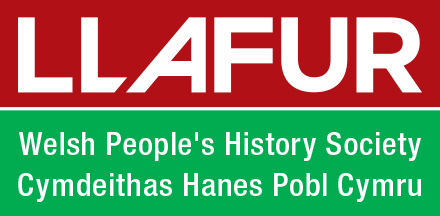 LLAFUR
Welsh People's History Society
Cymdeithas Hanes Pobl Cymru